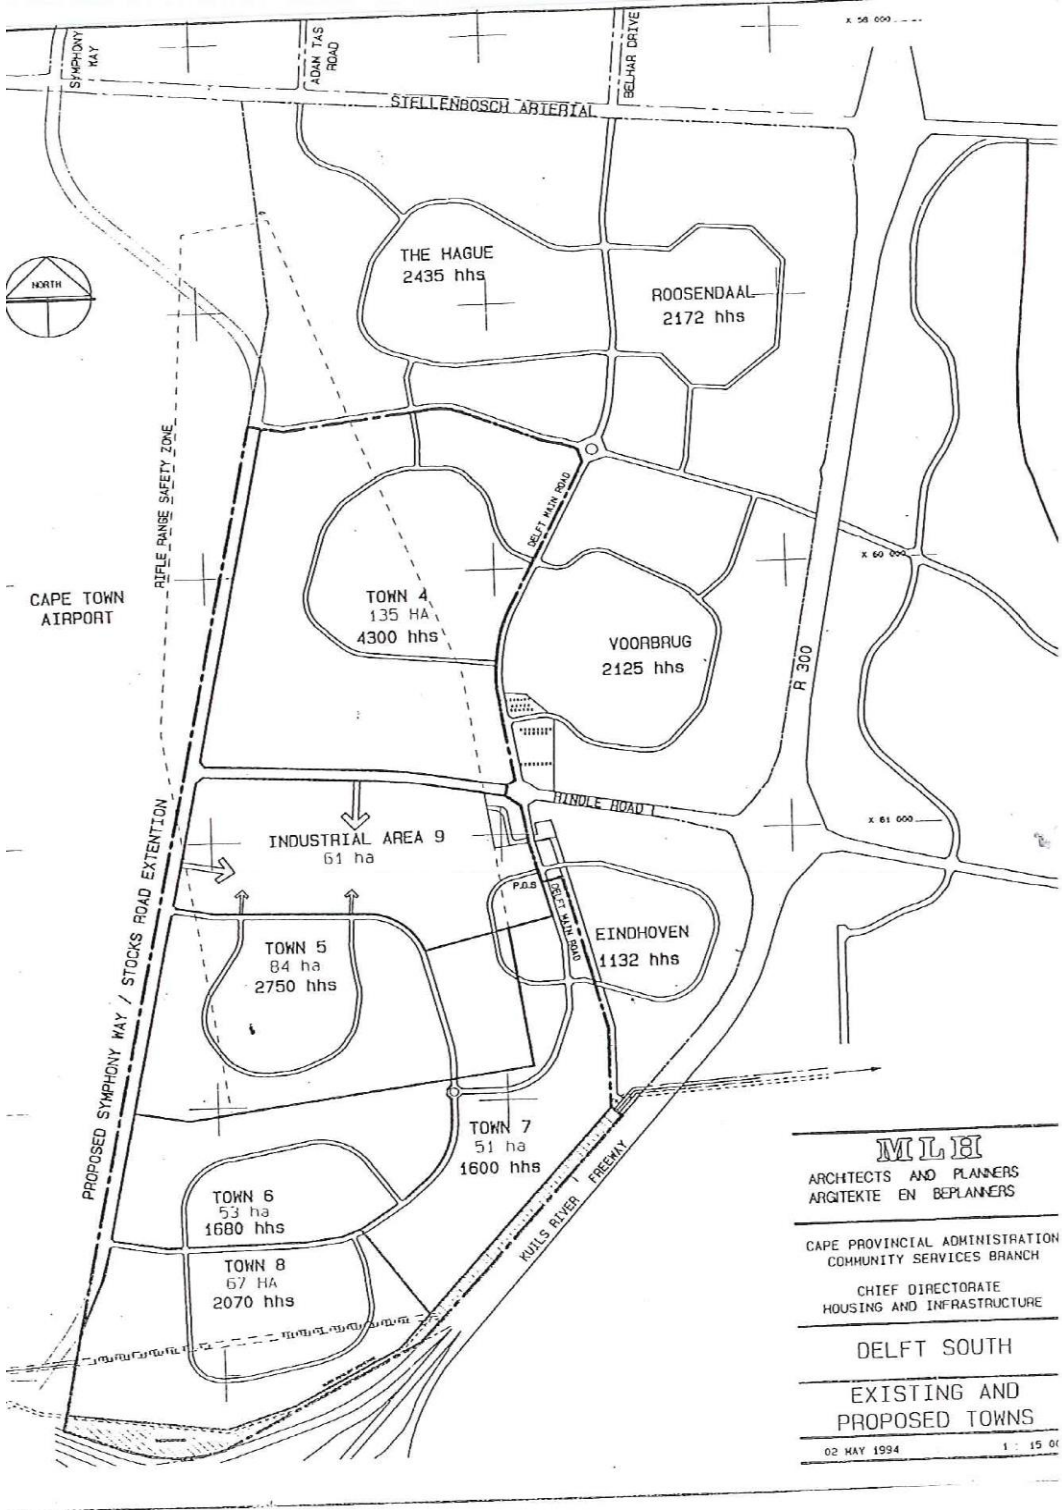 SYMPHONY
WAY
ADAN TAS
ROAD
BELHAR DRIVE
X 58 000
STELLENBOSCH ARTERIAL
NORTH
THE HAGUE
2435 hhs
ROOSENDAAL
2172 hhs
RIFLE RANGE SAFETY ZONE
DELFT MAIN ROAD
X 60 000
CAPE TOWN
AIRPORT
TOWN 4
135 HA
4300 hhs
VOORBRUG
2125 hhs
R 300
HINDLE ROAD
X 61 000
INDUSTRIAL AREA 9
61 ha
PROPOSED SYMPHONY WAY / STOCKS ROAD EXTENTION
P.O.S
DELFT MAIN ROAD
EINDHOVEN
1132 hhs
TOWN 5
84 ha
2750 hhs
TOWN 7
51 ha
1600 hhs
KUILS RIVER FREEWAY
TOWN 6
53 ha
1680 hhs
TOWN 8
67 HA
2070 hhs
MLH
ARCHITECTS AND PLANNERS
ARGITEKTE EN BEPLANNERS
CAPE PROVINCIAL ADMINISTRATION
COMMUNITY SERVICES BRANCH
CHIEF DIRECTORATE
HOUSING AND INFRASTRUCTURE
DELFT SOUTH
EXISTING AND
PROPOSED TOWNS
02 MAY 1994
1 : 15 00